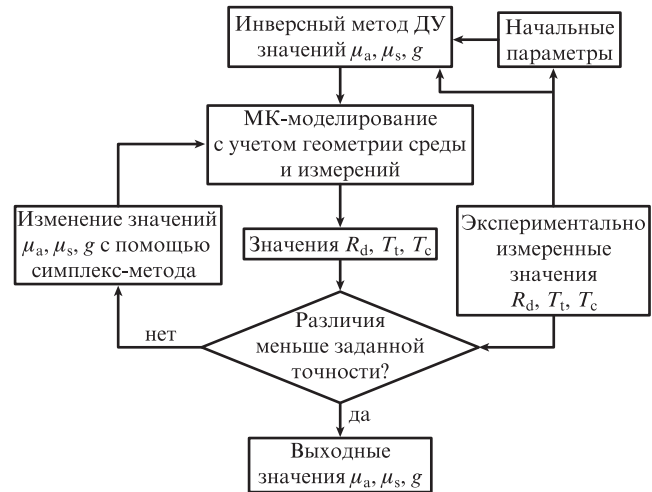 Инверсный метод ДУ
значений μa, μs, g
Начальные
параметры
МК-моделирование
с учетом геометрии среды
и измерений
Изменение значений
μa, μs, g с помощью
симплекс-метода
Значения Rd, Tt, Tc
Экспериментально
измеренные
значения
Rd, Tt, Tc
Различия
меньше заданной
точности?
нет
да
Выходные
значения μa, μs, g